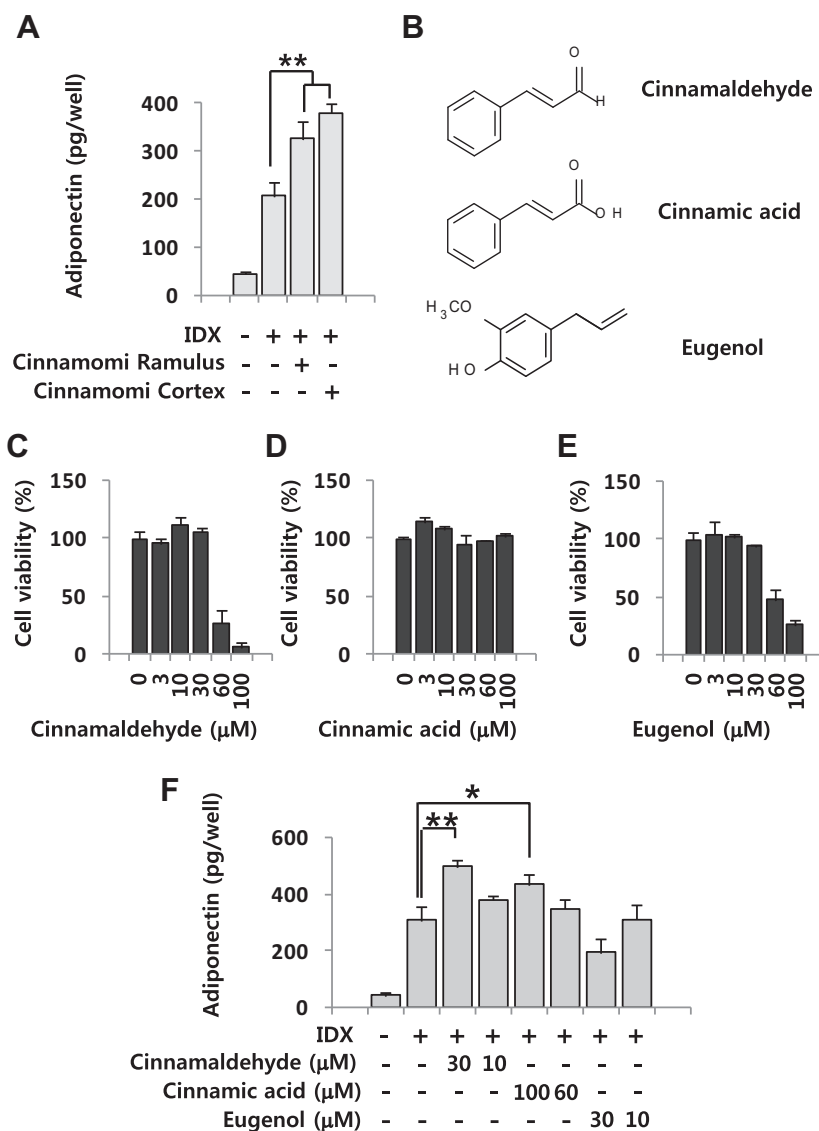 A
Adiponectin (pg/well)
400
300
200
100
0
**
IDX - + + +
Cinnamomi Ramulus - - + -
Cinnamomi Cortex - - - +
B
O
H
Cinnamaldehyde
O
O H
Cinnamic acid
H3CO
HO
Eugenol
C
Cell viability (%)
150
100
50
0
0 3 10 30 60 100
Cinnamaldehyde (μM)
D
Cell viability (%)
150
100
50
0
0 3 10 30 60 100
Cinnamic acid (μM)
E
Cell viability (%)
150
100
50
0
0 3 10 30 60 100
Eugenol (μM)
F
Adiponectin (pg/well)
600
400
200
0
*
**
IDX - + + + + + + +
Cinnamaldehyde (μM) - - 30 10 - - - -
Cinnamic acid (μM) - - - - 100 60 - -
Eugenol (μM) - - - - - - 30 10